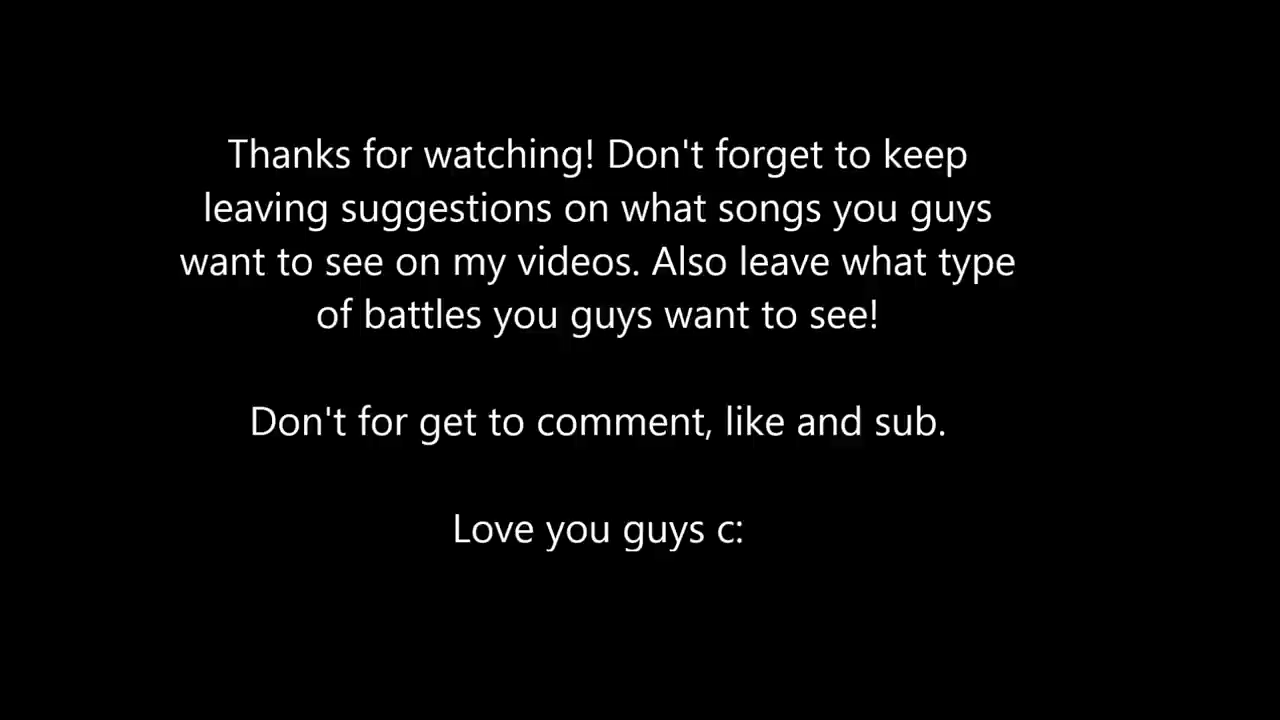 Thanks for watching! Don't forget to keep
leaving suggestions on what songs you guys
want to see on my videos. Also leave what type
of battles you guys want to see!
Don't for get to comment, like and sub.
Love you guys c: